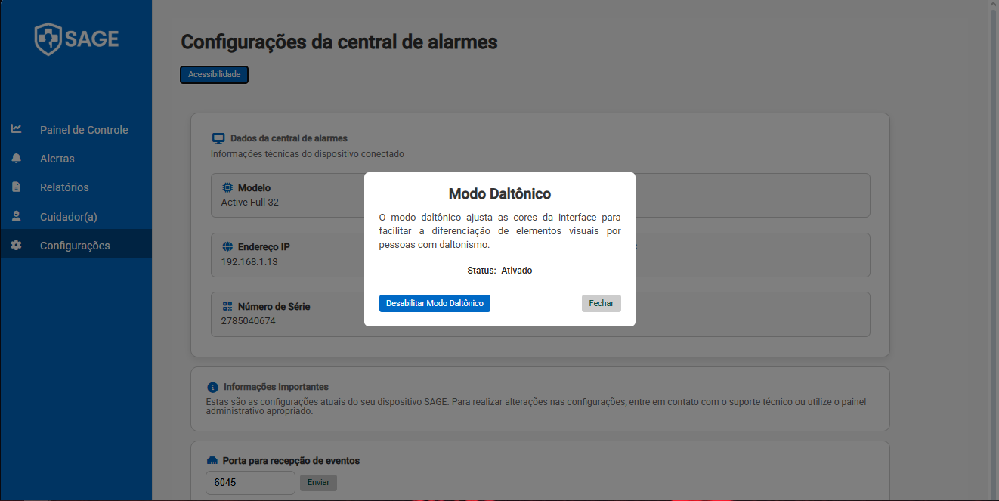 SAGE
Painel de Controle
Alertas
Relatórios
Cuidador(a)
Configurações
Configurações da central de alarmes
Acessibilidade
Dados da central de alarmes
Informações técnicas do dispositivo conectado
Modelo
Active Full 32
Endereço IP
192.168.1.13
Número de Série
2785040674
Modo Daltônico
O modo daltônico ajusta as cores da interface para
facilitar a diferenciação de elementos visuais por
pessoas com daltonismo.
Status: Ativado
Desabilitar Modo Daltônico
Fechar
Informações Importantes
Estas são as configurações atuais do seu dispositivo SAGE. Para realizar alterações nas configurações, entre em contato com o suporte técnico ou utilize o painel
administrativo apropriado.
Porta para recepção de eventos
6045
Enviar